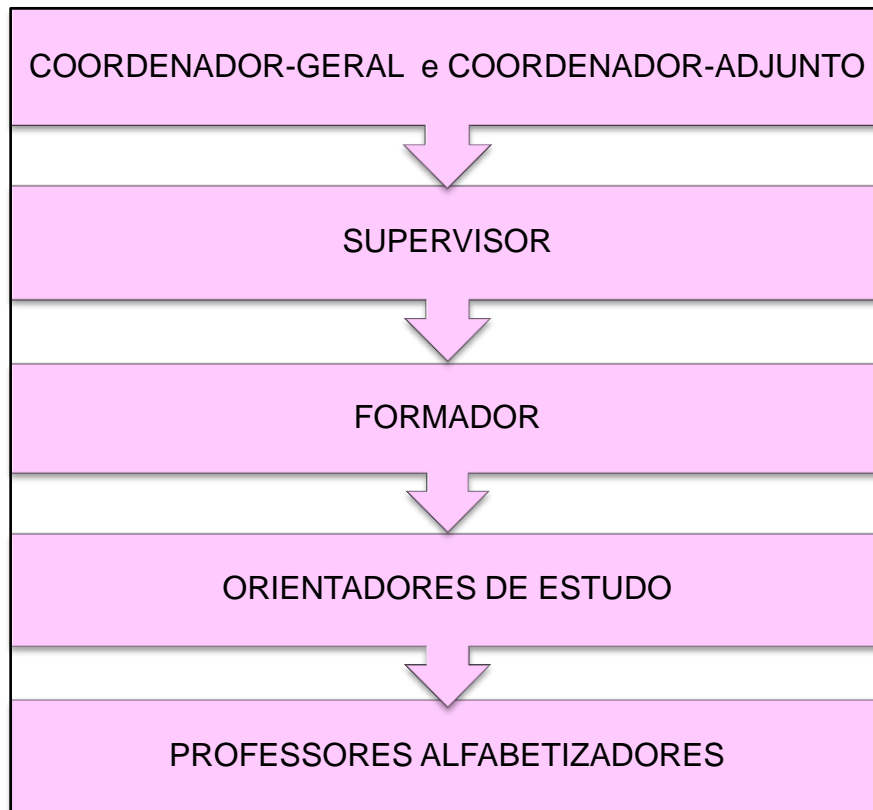 COORDENADOR-GERAL e COORDENADOR-ADJUNTO
SUPERVISOR
FORMADOR
ORIENTADORES DE ESTUDO
PROFESSORES ALFABETIZADORES